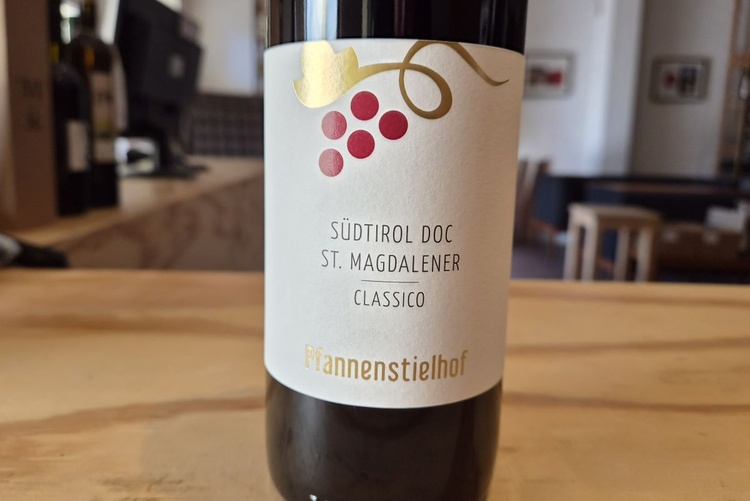 SÜDTIROL DOC
ST. MAGDALENER
CLASSICO
Pfannenstielhof